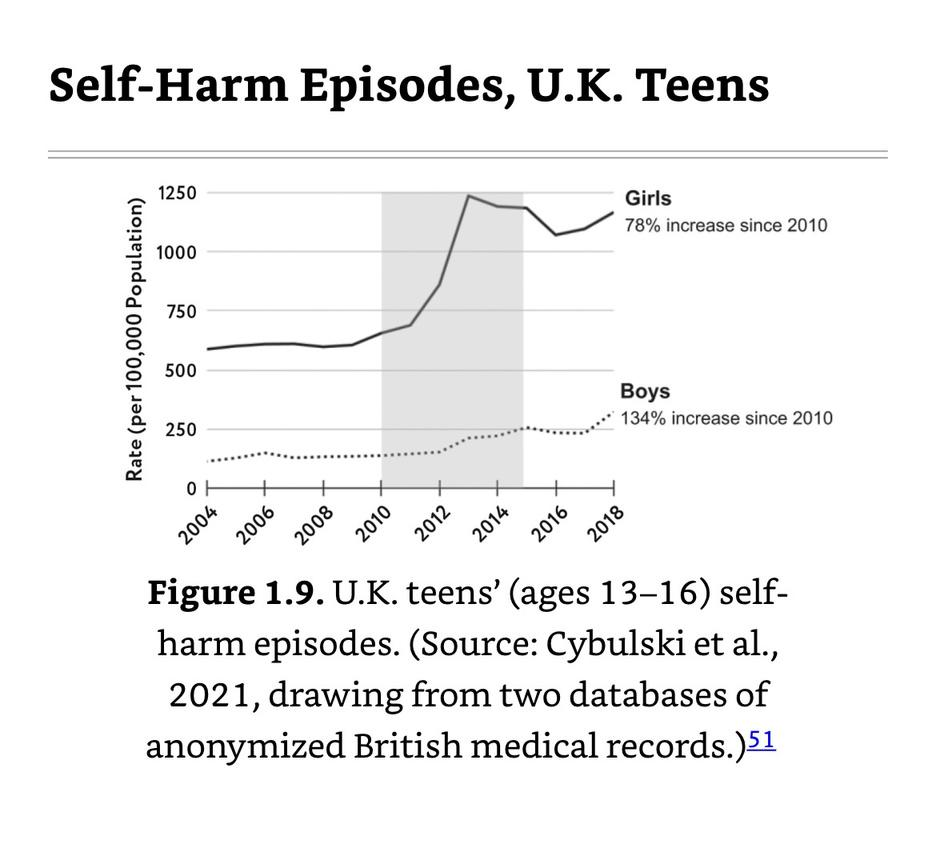 Self-Harm Episodes, U.K. Teens
Rate (per 100,000 Population)
1250
1000
750
500
250
0
2004
2006
2008
2010
2012
2014
2016
2018
Girls
78% increase since 2010
Boys
134% increase since 2010
Figure 1.9. U.K. teens’ (ages 13–16) self-
harm episodes. (Source: Cybulski et al.,
2021, drawing from two databases of
anonymized British medical records.)51